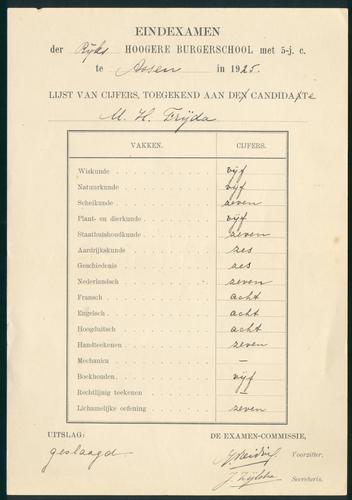 EINDEXAMEN
der Rijks HOOGERE BURGERSCHOOL met 5-j. c.
te Assen in 1925.
LIJST VAN CIJFERS, TOEGEKEND AAN DEN CANDIDAATe
M. H. Frijda
VAKKEN. CIJFERS.
Wiskunde vijf
Natuurkunde vijf
Scheikunde zeven
Plant- en dierkunde vijf
Staathuishoudkunde zeven
Aardrijkskunde zes
Geschiedenis zes
Nederlandsch zeven
Fransch acht
Engelsch acht
Hoogduitsch acht
Handteekenen zeven
Mechanica —
Boekhouden vijf
Rechtlijnig teekenen —
Lichamelijke oefening zeven
UITSLAG: DE EXAMEN-COMMISSIE,
geslaagd. Voorzitter.
J. Zijlstra Secretaris.